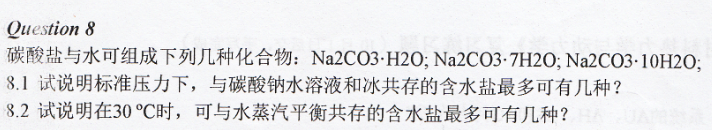 Question 8
碳酸盐与水可组成下列几种化合物：Na2CO3·H2O; Na2CO3·7H2O; Na2CO3·10H2O;
8.1 试说明标准压力下，与碳酸钠水溶液和冰共存的含水盐最多可有几种？
8.2 试说明在30 ºC时，可与水蒸汽平衡共存的含水盐最多可有几种？